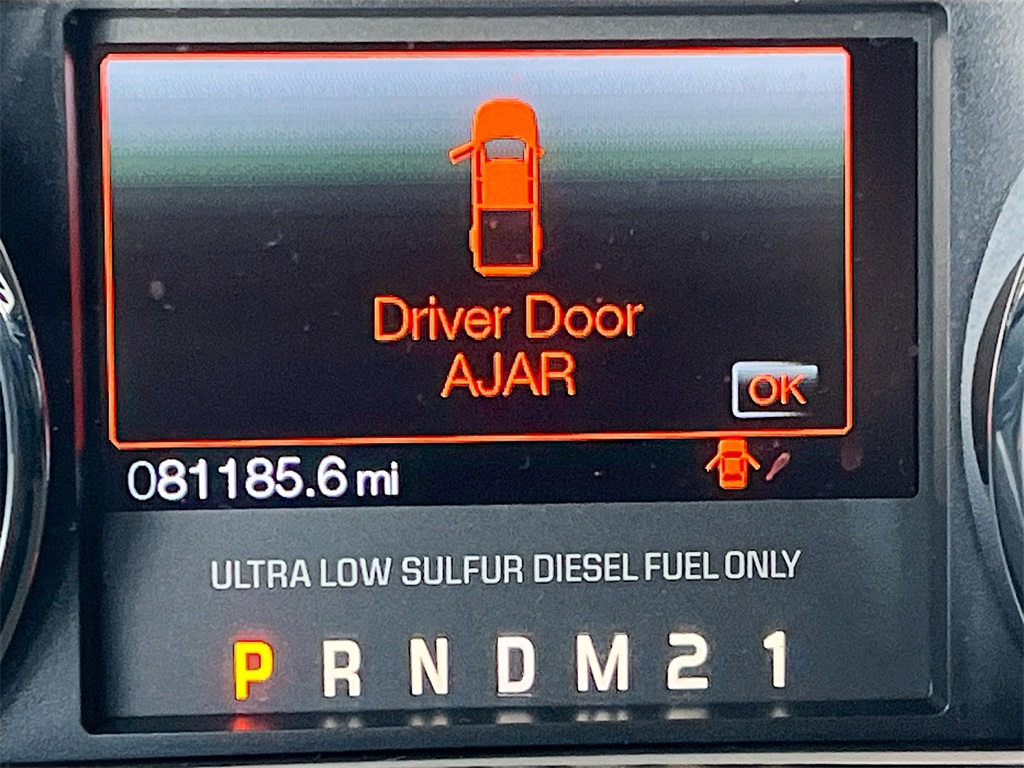 Driver Door
AJAR
OK
081185.6 mi
ULTRA LOW SULFUR DIESEL FUEL ONLY
P R N D M 2 1